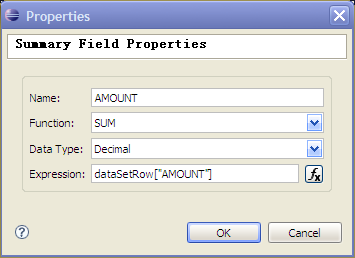 Properties
Summary Field Properties
Name: AMOUNT
Function: SUM
Data Type: Decimal
Expression: dataSetRow["AMOUNT"] fx
? OK Cancel